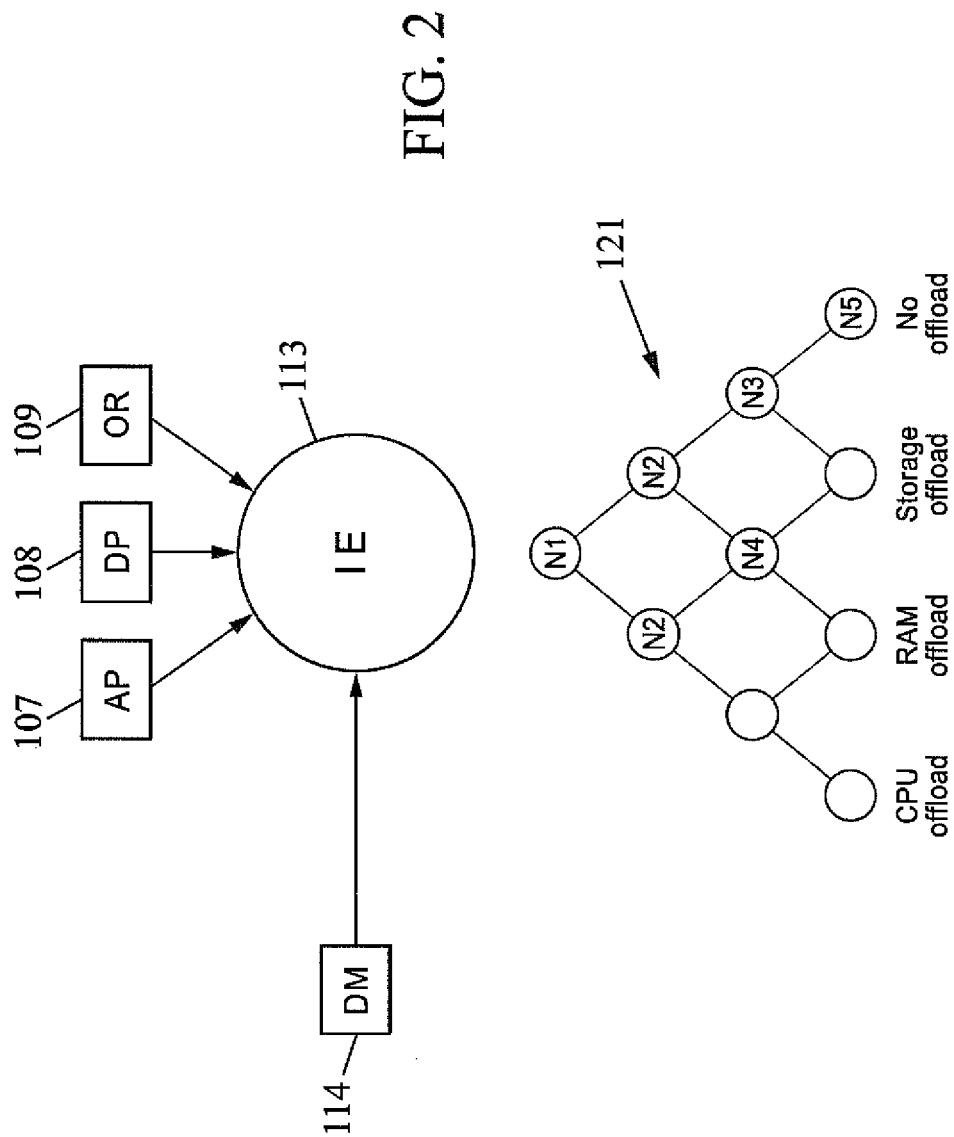 107
108
109
AP
DP
OR
IE
113
DM
114
FIG. 2
121
N1
N2
N2
N4
N3
N5
CPU
offload
RAM
offload
Storage
offload
No
offload